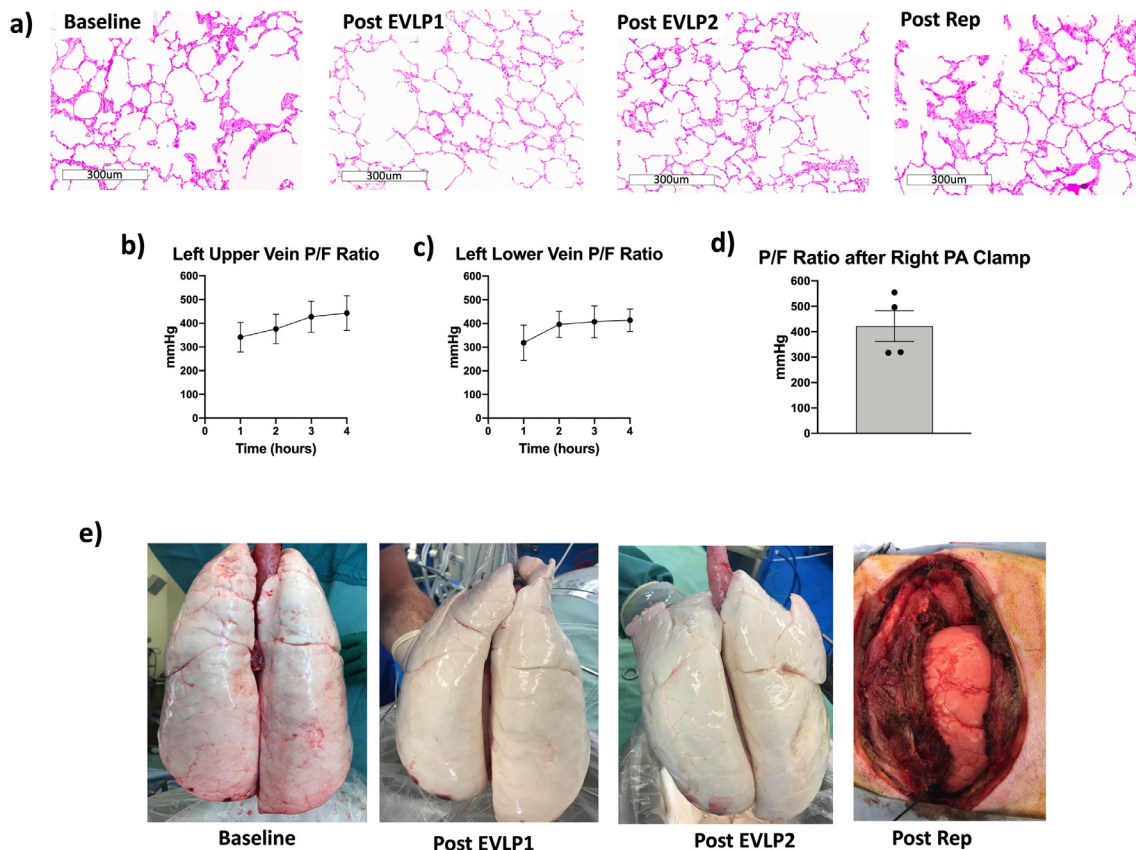 a)
Baseline
Post EVLP1
Post EVLP2
Post Rep
300um
300um
300um
300um
b)
Left Upper Vein P/F Ratio
600
500
400
300
200
100
0
mmHg
0 1 2 3 4
Time (hours)
c)
Left Lower Vein P/F Ratio
600
500
400
300
200
100
0
mmHg
0 1 2 3 4
Time (hours)
d)
P/F Ratio after Right PA Clamp
600
500
400
300
200
100
0
mmHg
e)
Baseline
Post EVLP1
Post EVLP2
Post Rep